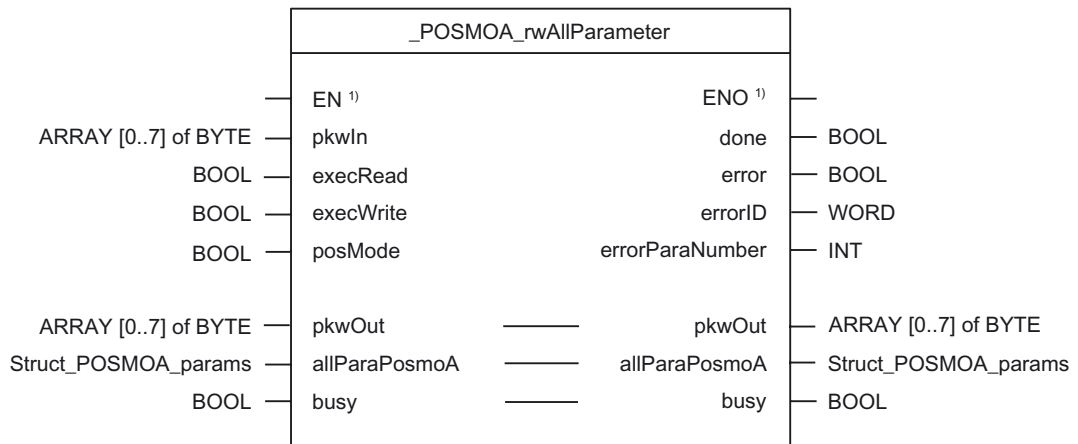 _POSMOA_rwAllParameter
EN 1) ENO 1)
ARRAY [0..7] of BYTE pkwIn done BOOL
BOOL execRead error BOOL
BOOL execWrite errorID WORD
BOOL posMode errorParaNumber INT
ARRAY [0..7] of BYTE pkwOut pkwOut ARRAY [0..7] of BYTE
Struct_POSMOA_params allParaPosmoA allParaPosmoA Struct_POSMOA_params
BOOL busy busy BOOL